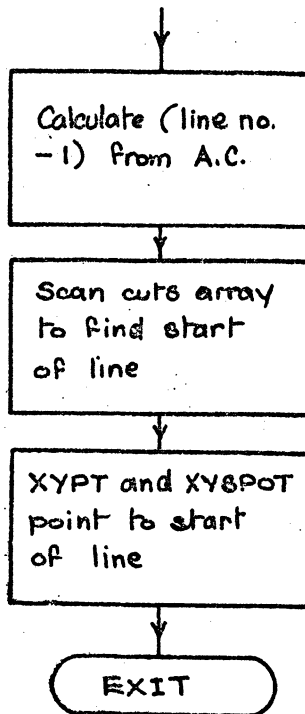 Calculate (line no.
-1) from A.C.
Scan cuts array
to find start
of line
XYPT and XYSPOT
point to start
of line
EXIT